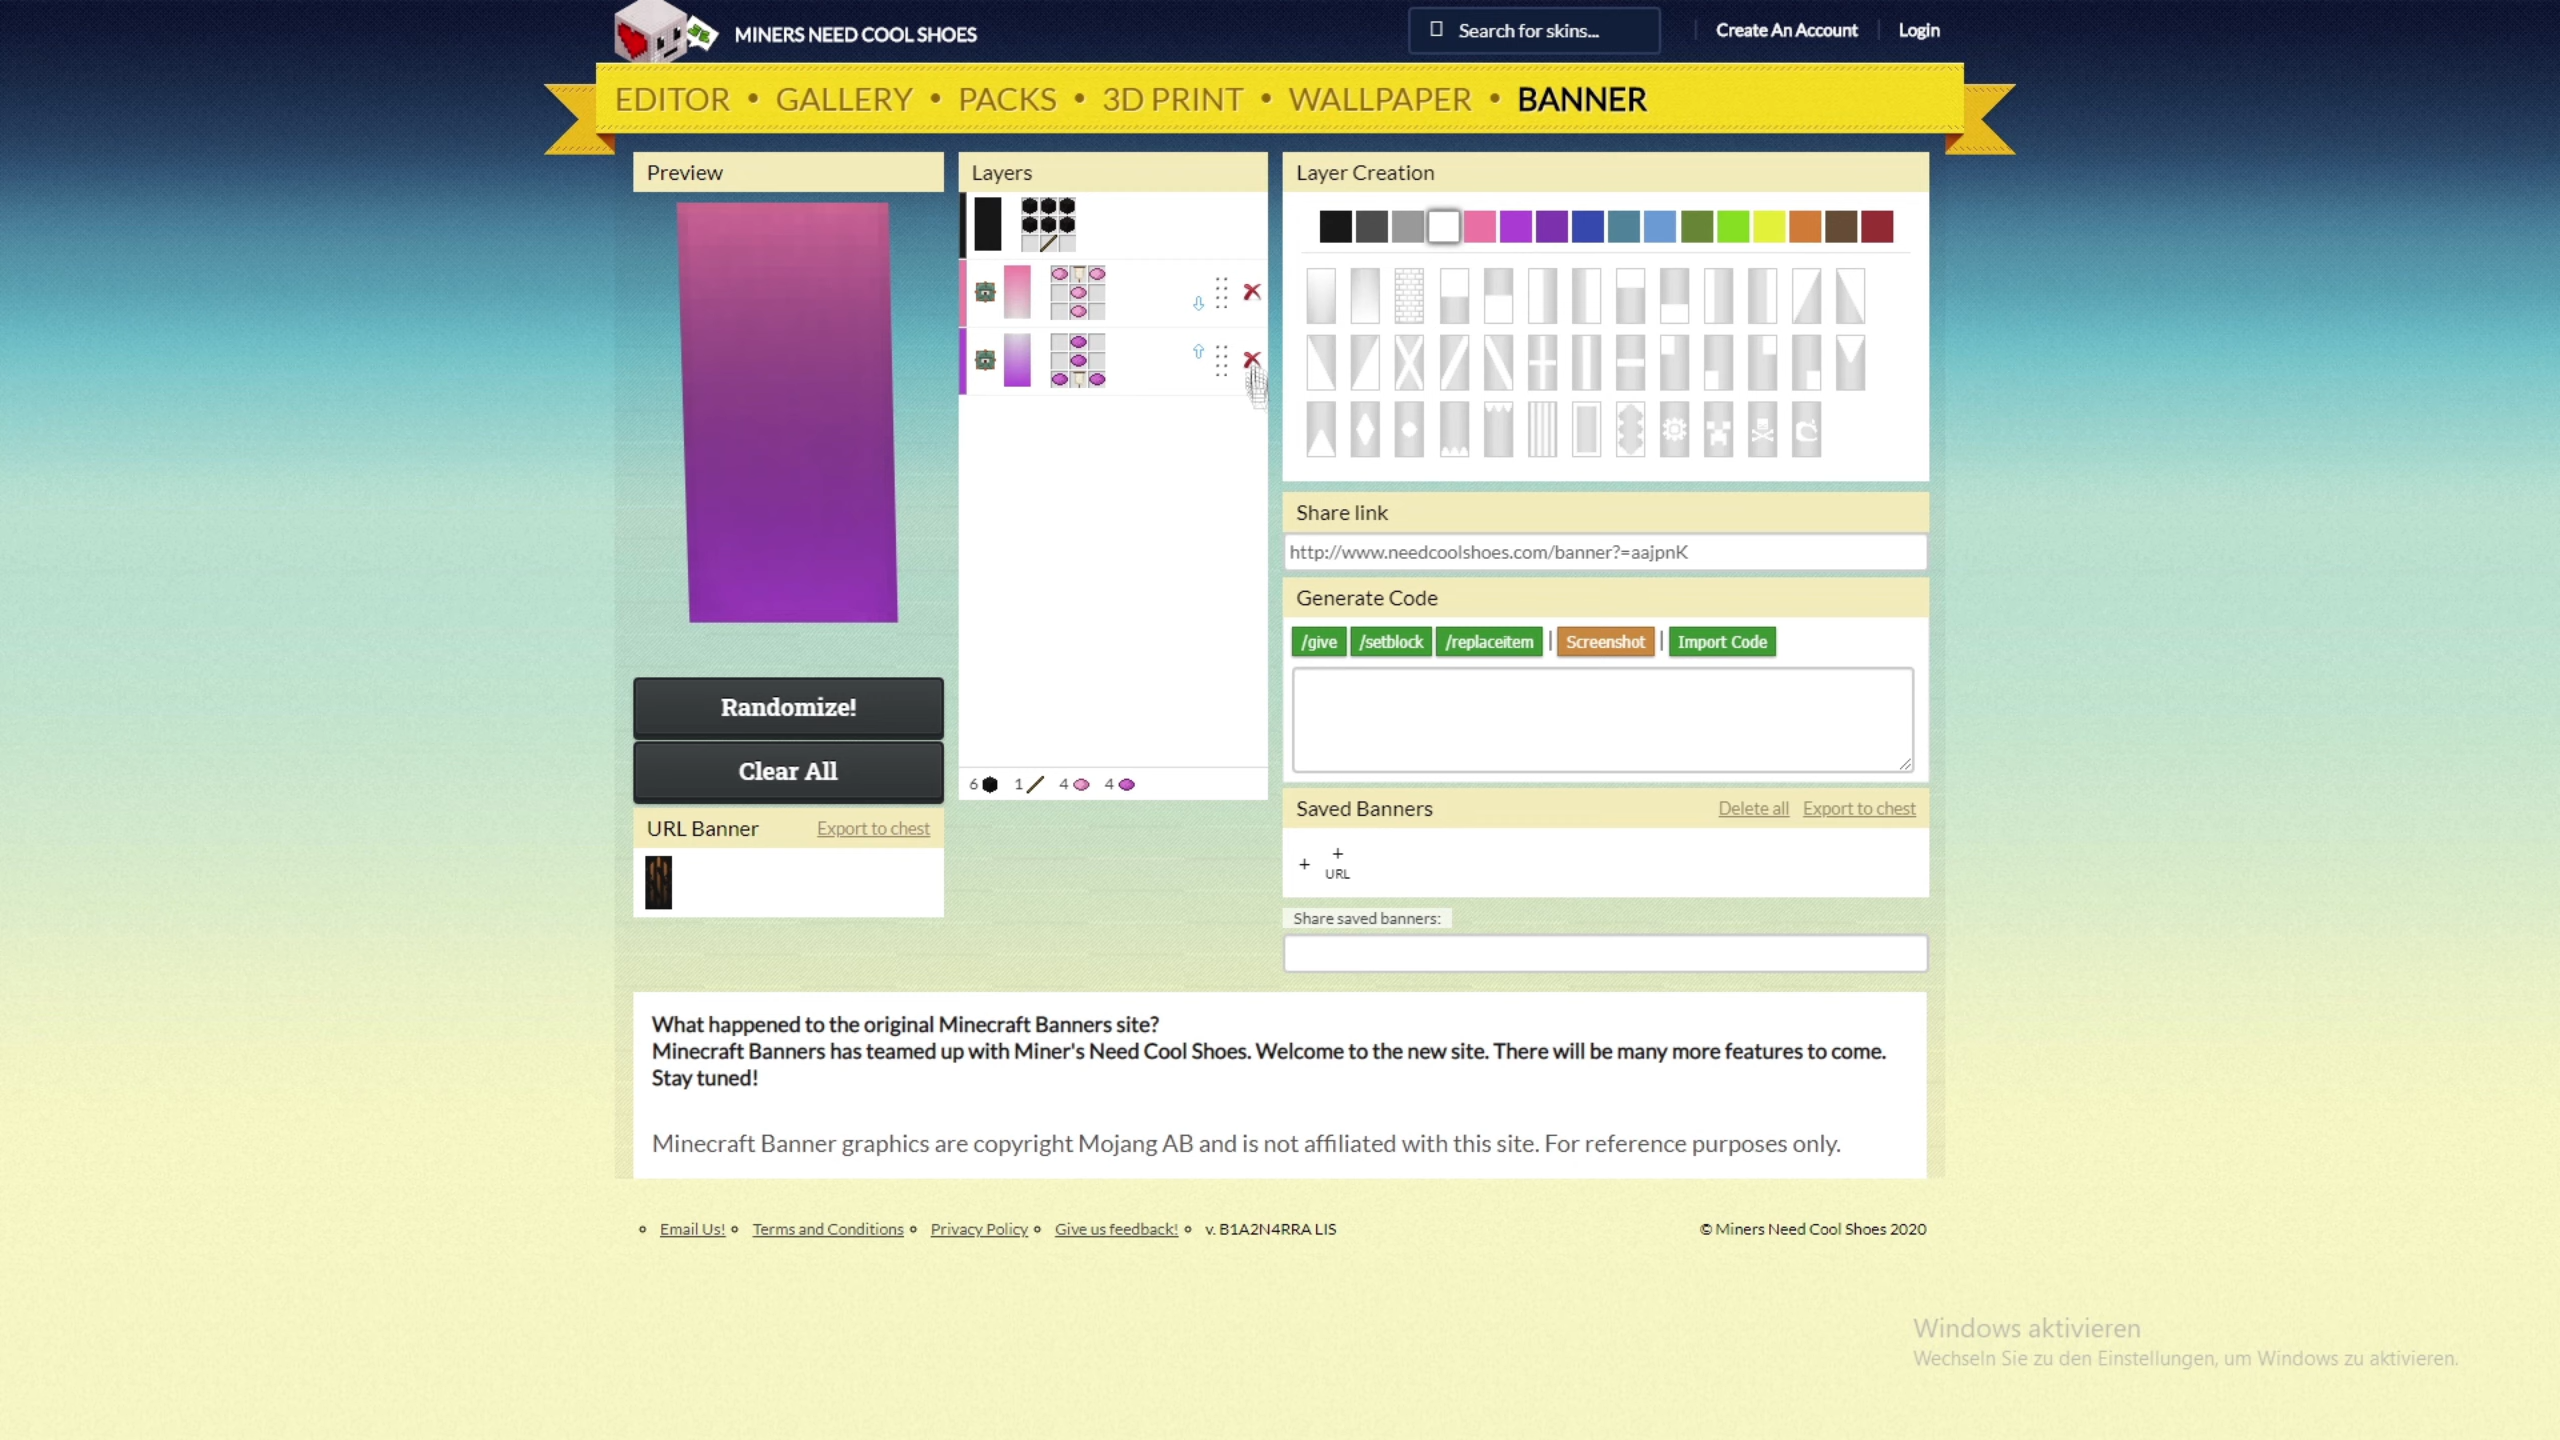 MINERS NEED COOL SHOES
Search for skins...
Create An Account
Login
EDITOR • GALLERY • PACKS • 3D PRINT • WALLPAPER • BANNER
Preview
Layers
Layer Creation
Share link
http://www.needcoolshoes.com/banner?=aajpnK
Generate Code
/give /setblock /replaceitem | Screenshot | Import Code
Randomize!
Clear All
6 1 4 4
URL Banner Export to chest
Saved Banners Delete all Export to chest
+ +
URL
Share saved banners:
What happened to the original Minecraft Banners site?
Minecraft Banners has teamed up with Miner's Need Cool Shoes. Welcome to the new site. There will be many more features to come.
Stay tuned!
Minecraft Banner graphics are copyright Mojang AB and is not affiliated with this site. For reference purposes only.
Email Us! Terms and Conditions Privacy Policy Give us feedback! v. B1A2N4RRA LIS
© Miners Need Cool Shoes 2020
Windows aktivieren
Wechseln Sie zu den Einstellungen, um Windows zu aktivieren.